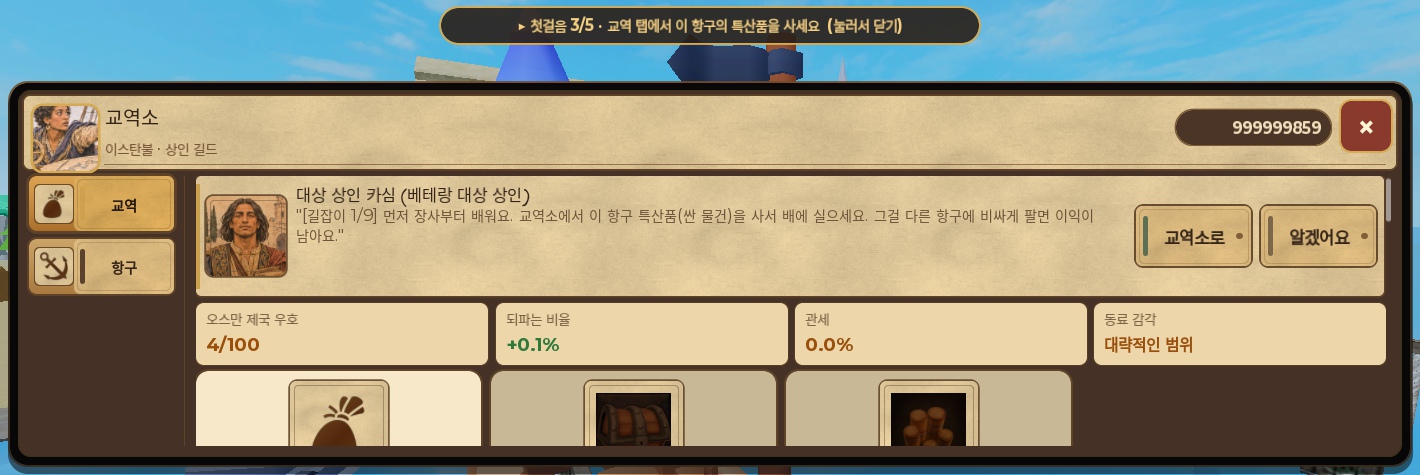 ▸ 첫걸음 3/5 · 교역 탭에서 이 항구의 특산품을 사세요 (눌러서 닫기)
교역소
이스탄불 · 상인 길드
999999859
×
교역
항구
대상 상인 카심 (베테랑 대상 상인)
"[길잡이 1/9] 먼저 장사부터 배워요. 교역소에서 이 항구 특산품(싼 물건)을 사서 배에 실으세요. 그걸 다른 항구에 비싸게 팔면 이익이
남아요."
교역소로
알겠어요
오스만 제국 우호
4/100
되파는 비율
+0.1%
관세
0.0%
동료 감각
대략적인 범위